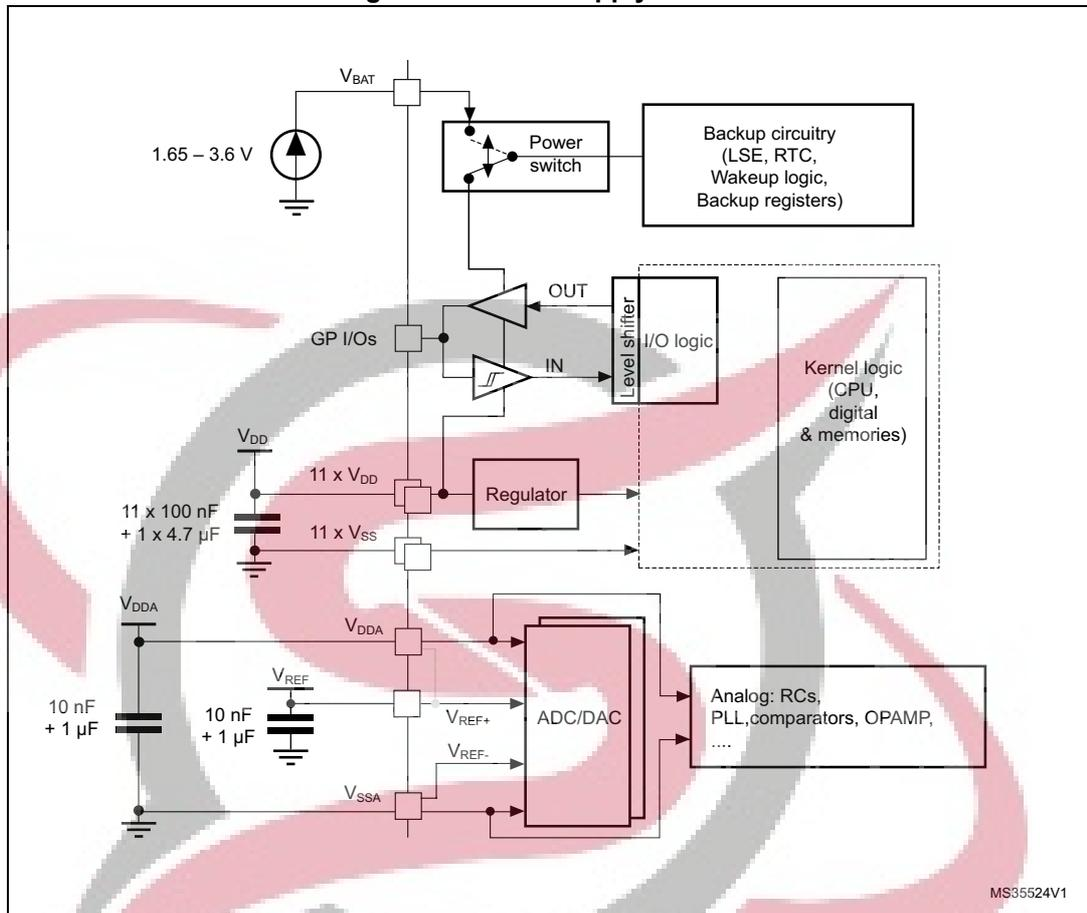 V_BAT
1.65 – 3.6 V
Power
switch
Backup circuitry
(LSE, RTC,
Wakeup logic,
Backup registers)
OUT
GP I/Os
IN
Level shifter
I/O logic
Kernel logic
(CPU,
digital
& memories)
V_DD
11 x V_DD
Regulator
11 x 100 nF
+ 1 x 4.7 µF
11 x V_SS
V_DDA
V_DDA
V_REF
10 nF
+ 1 µF
10 nF
+ 1 µF
V_REF+
ADC/DAC
V_REF-
V_SSA
Analog: RCs,
PLL,comparators, OPAMP,
....
MS35524V1